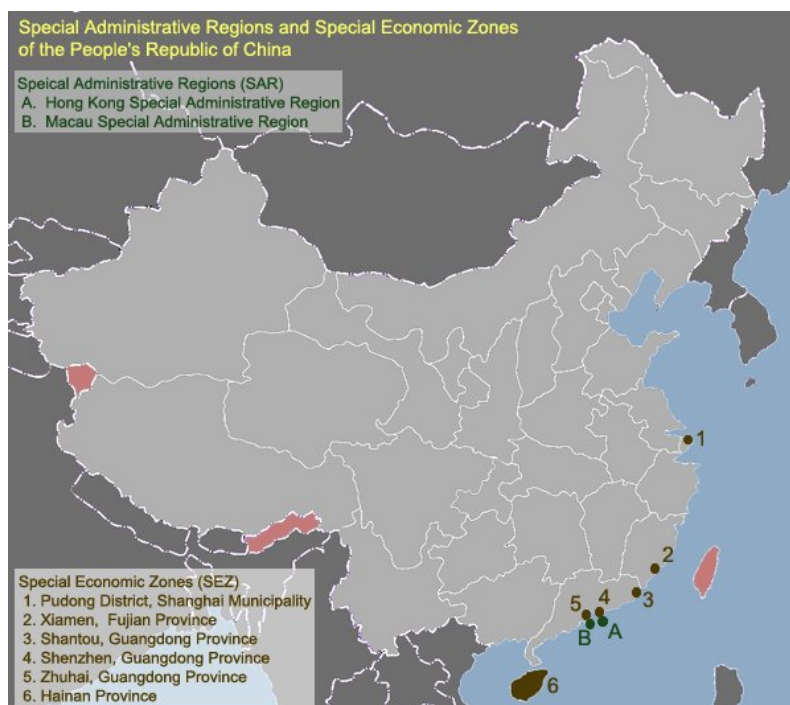 Special Administrative Regions and Special Economic Zones
of the People's Republic of China
Speical Administrative Regions (SAR)
A. Hong Kong Special Administrative Region
B. Macau Special Administrative Region
1
2
3
4
5
A
B
6
Special Economic Zones (SEZ)
1. Pudong District, Shanghai Municipality
2. Xiamen, Fujian Province
3. Shantou, Guangdong Province
4. Shenzhen, Guangdong Province
5. Zhuhai, Guangdong Province
6. Hainan Province